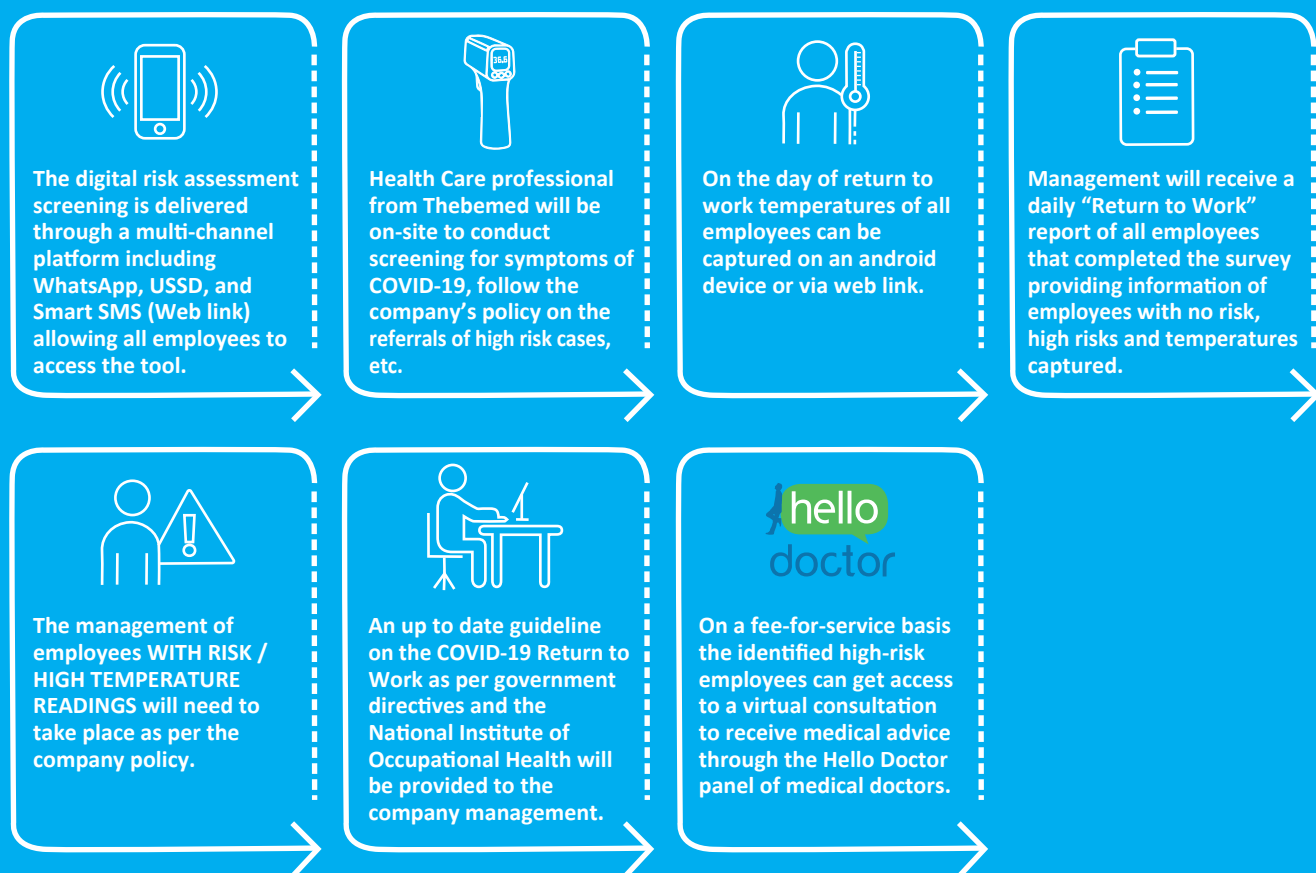 The digital risk assessment
screening is delivered
through a multi-channel
platform including
WhatsApp, USSD, and
Smart SMS (Web link)
allowing all employees to
access the tool.
36.6
Health Care professional
from Thebemed will be
on-site to conduct
screening for symptoms of
COVID-19, follow the
company’s policy on the
referrals of high risk cases,
etc.
On the day of return to
work temperatures of all
employees can be
captured on an android
device or via web link.
Management will receive a
daily “Return to Work”
report of all employees
that completed the survey
providing information of
employees with no risk,
high risks and temperatures
captured.
The management of
employees WITH RISK /
HIGH TEMPERATURE
READINGS will need to
take place as per the
company policy.
An up to date guideline
on the COVID-19 Return to
Work as per government
directives and the
National Institute of
Occupational Health will
be provided to the
company management.
hello
doctor
On a fee-for-service basis
the identified high-risk
employees can get access
to a virtual consultation
to receive medical advice
through the Hello Doctor
panel of medical doctors.